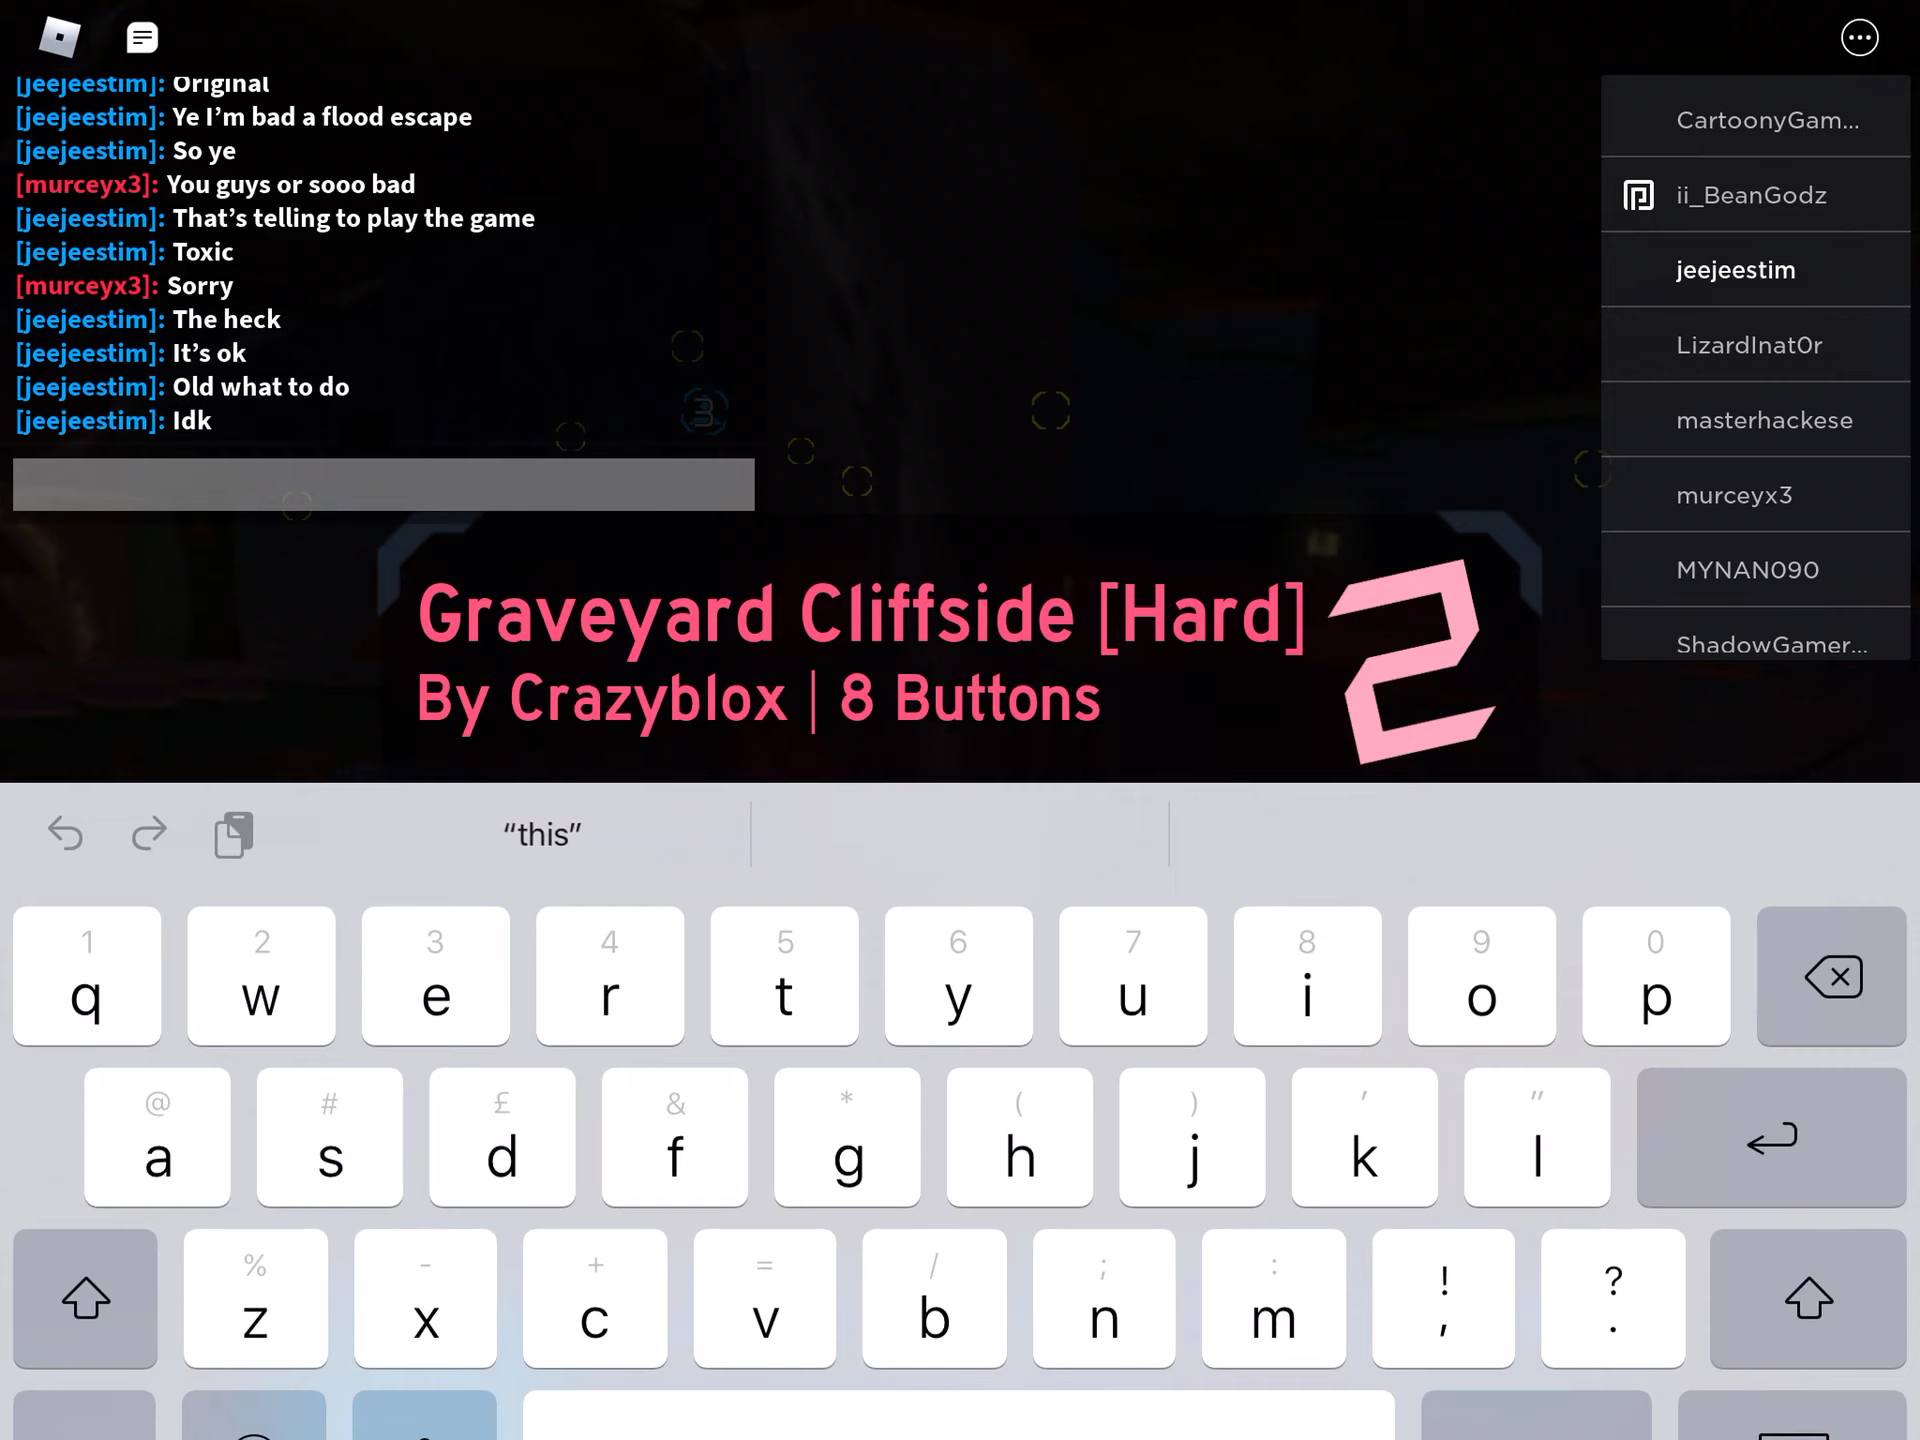 [jeejeestim]: Original
[jeejeestim]: Ye I’m bad a flood escape
[jeejeestim]: So ye
[murceyx3]: You guys or sooo bad
[jeejeestim]: That’s telling to play the game
[jeejeestim]: Toxic
[murceyx3]: Sorry
[jeejeestim]: The heck
[jeejeestim]: It’s ok
[jeejeestim]: Old what to do
[jeejeestim]: Idk
CartoonyGam...
ii_BeanGodz
jeejeestim
LizardInat0r
masterhackese
murceyx3
MYNAN090
ShadowGamer...
3
Graveyard Cliffside [Hard]
By Crazyblox | 8 Buttons
2
“this”
1 2 3 4 5 6 7 8 9 0
q w e r t y u i o p
@ # £ & * ( ) ' "
a s d f g h j k l
% - + = / ; : ! ?
z x c v b n m , .